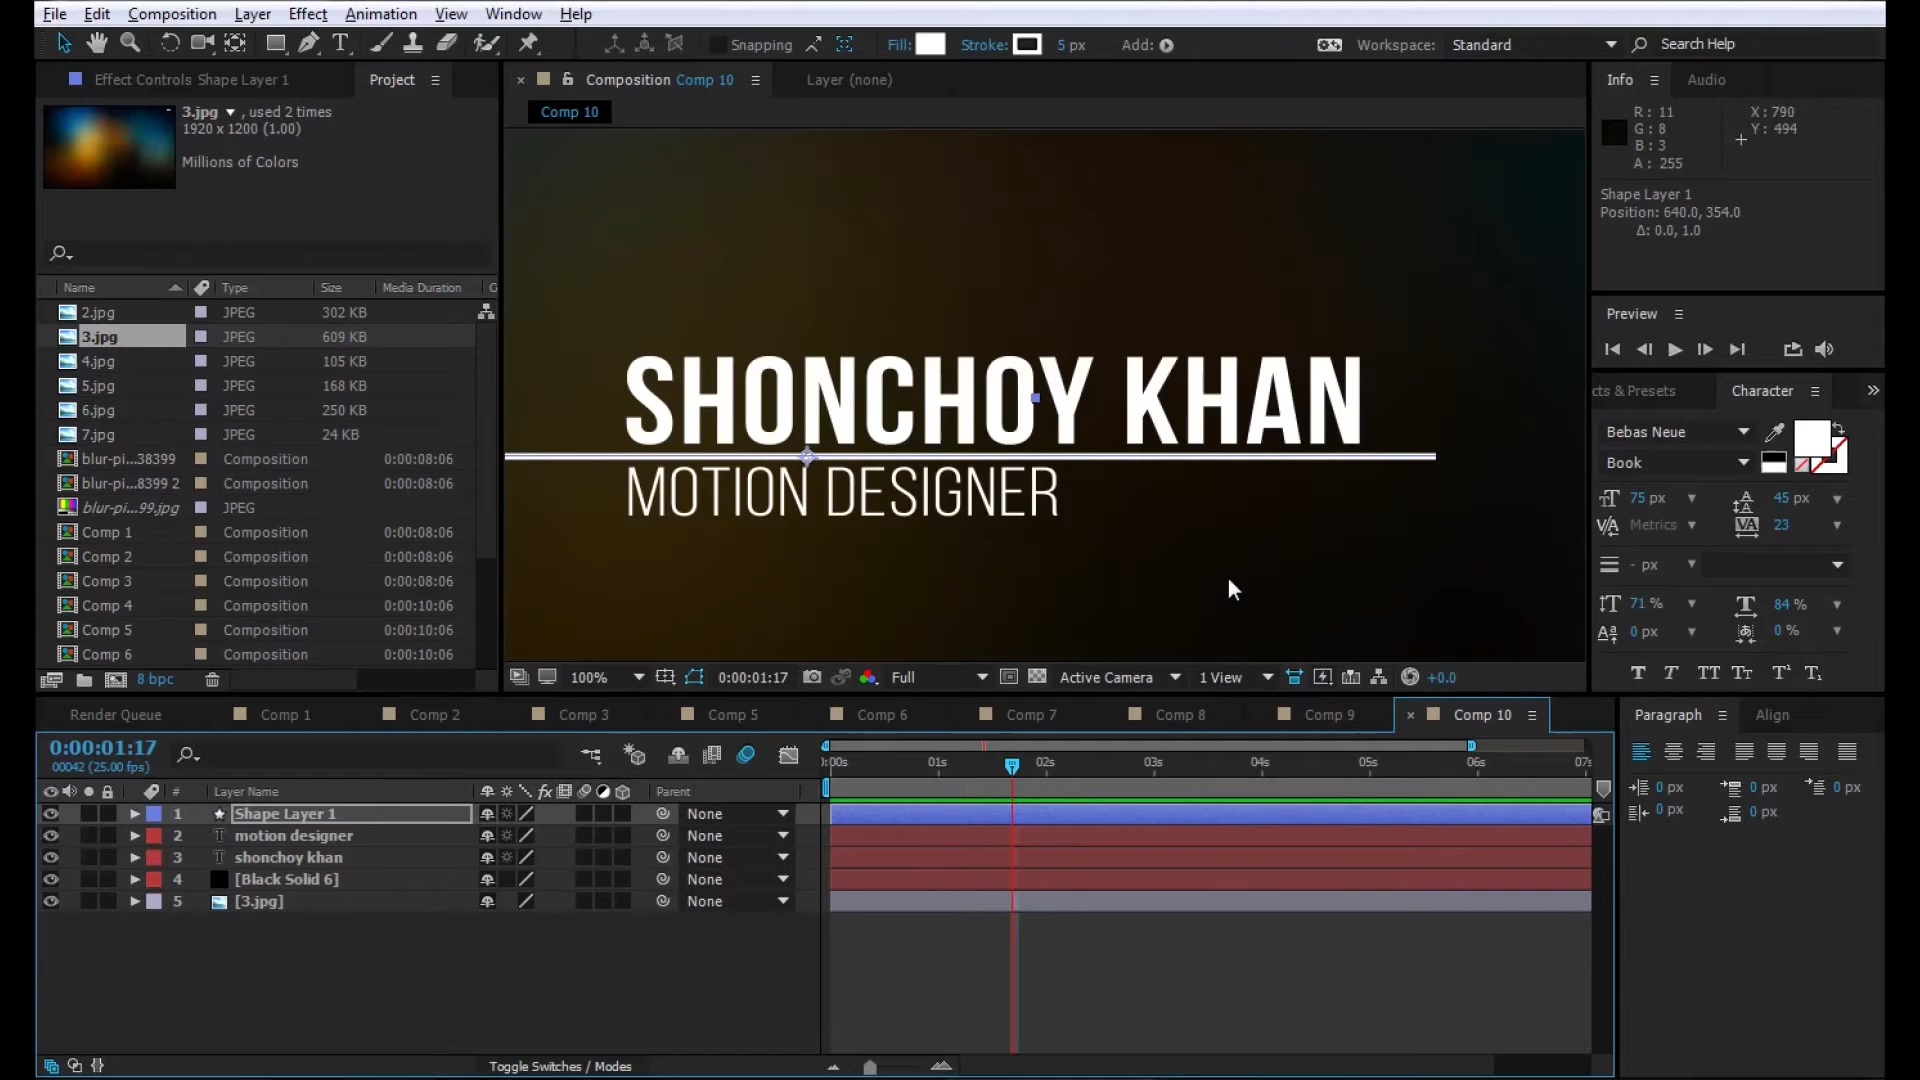 File Edit Composition Layer Effect Animation View Window Help
Snapping Fill: Stroke: 5 px Add: Workspace: Standard Search Help
Effect Controls Shape Layer 1 Project
Composition Comp 10 Layer (none)
Info Audio
3.jpg , used 2 times
1920 x 1200 (1.00)
Millions of Colors
Comp 10
R : 11 X : 790
G : 8 Y : 494
B : 3
A : 255
Shape Layer 1
Position: 640.0, 354.0
Δ: 0.0, 1.0
Name Type Size Media Duration
2.jpg JPEG 302 KB
3.jpg JPEG 609 KB
4.jpg JPEG 105 KB
5.jpg JPEG 168 KB
6.jpg JPEG 250 KB
7.jpg JPEG 24 KB
blur-pi...38399 Composition 0:00:08:06
blur-pi...8399 2 Composition 0:00:08:06
blur-pi...99.jpg JPEG
Comp 1 Composition 0:00:08:06
Comp 2 Composition 0:00:08:06
Comp 3 Composition 0:00:08:06
Comp 4 Composition 0:00:10:06
Comp 5 Composition 0:00:10:06
Comp 6 Composition 0:00:10:06
8 bpc
SHONCHOY KHAN
MOTION DESIGNER
100% 0:00:01:17 Full Active Camera 1 View +0.0
Preview
cts & Presets Character
Bebas Neue
Book
75 px 45 px
Metrics 23
- px
71 % 84 %
0 px 0 %
T T TT Tt T¹ T₁
Render Queue Comp 1 Comp 2 Comp 3 Comp 5 Comp 6 Comp 7 Comp 8 Comp 9 Comp 10
Paragraph Align
0:00:01:17
00042 (25.00 fps)
:00s 01s 02s 03s 04s 05s 06s 07s
# Layer Name Parent
1 Shape Layer 1 None
2 motion designer None
3 shonchoy khan None
4 [Black Solid 6] None
5 [3.jpg] None
0 px 0 px 0 px
0 px 0 px
Toggle Switches / Modes